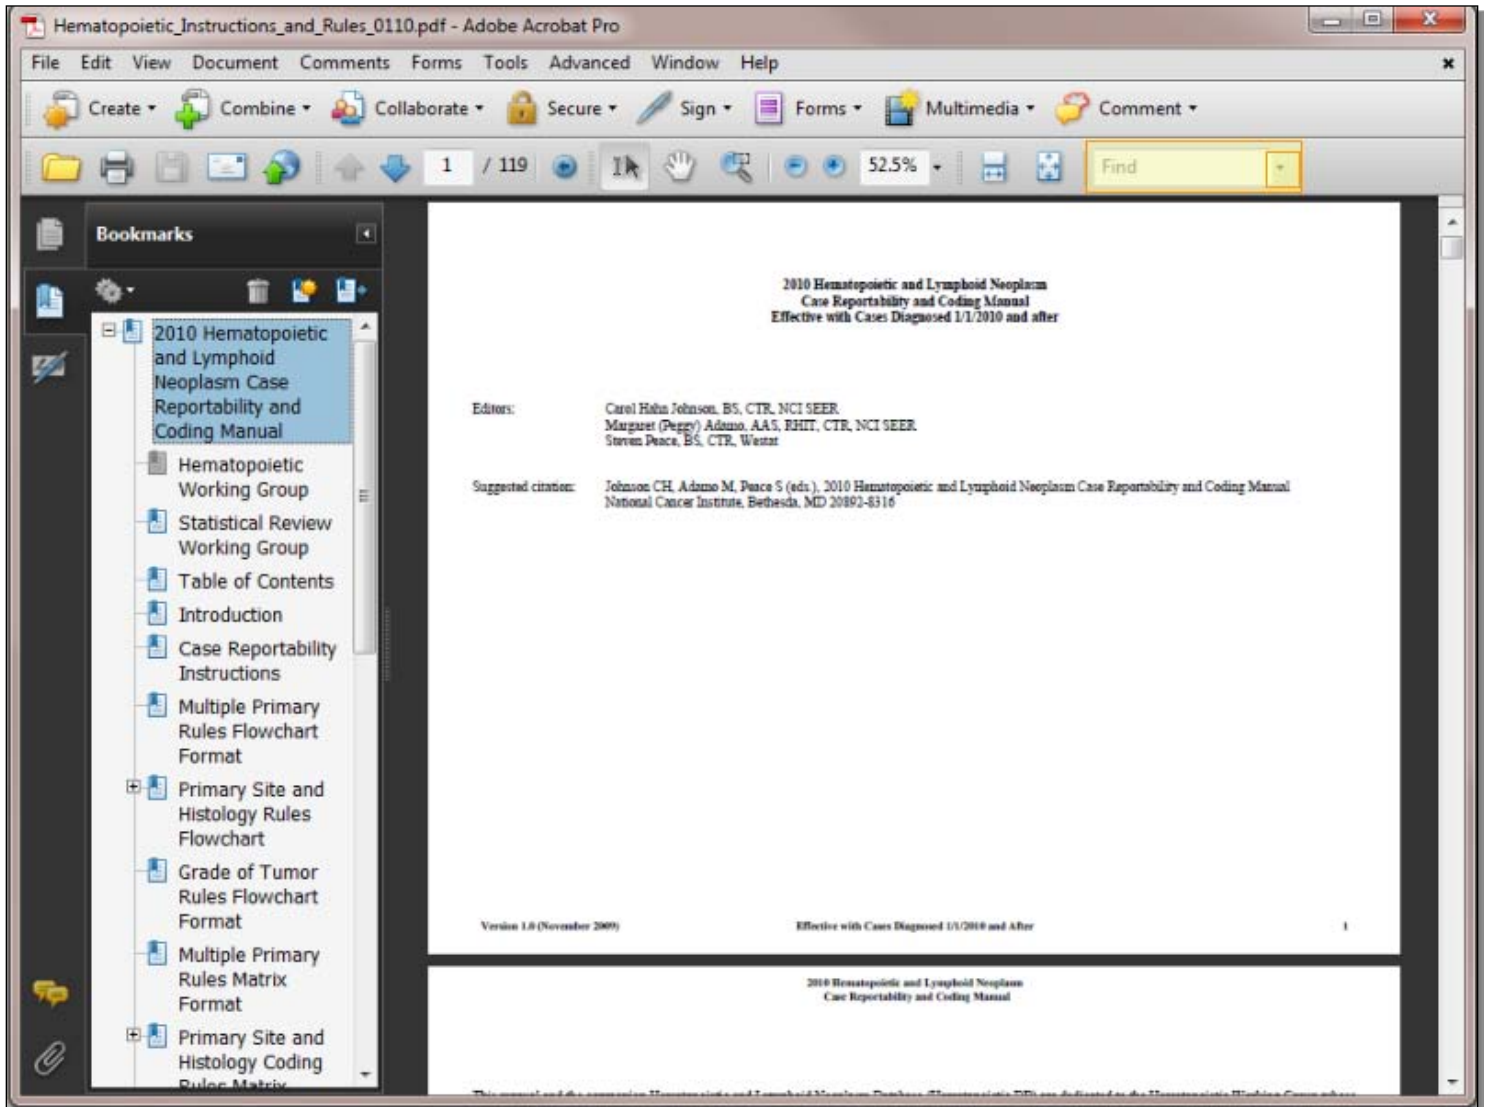 Hematopoietic_Instructions_and_Rules_0110.pdf - Adobe Acrobat Pro
File Edit View Document Comments Forms Tools Advanced Window Help
Create Combine Collaborate Secure Sign Forms Multimedia Comment
1 / 119 52.5% Find
Bookmarks
2010 Hematopoietic
and Lymphoid
Neoplasm Case
Reportability and
Coding Manual
Hematopoietic
Working Group
Statistical Review
Working Group
Table of Contents
Introduction
Case Reportability
Instructions
Multiple Primary
Rules Flowchart
Format
Primary Site and
Histology Rules
Flowchart
Grade of Tumor
Rules Flowchart
Format
Multiple Primary
Rules Matrix
Format
Primary Site and
Histology Coding
Rules Matrix
2010 Hematopoietic and Lymphoid Neoplasm
Case Reportability and Coding Manual
Effective with Cases Diagnosed 1/1/2010 and after
Editors: Carol Hahn Johnson, BS, CTR, NCI SEER
Margaret (Peggy) Adamo, AAS, RHIT, CTR, NCI SEER
Steven Peace, BS, CTR, Westat
Suggested citation: Johnson CH, Adamo M, Peace S (eds.), 2010 Hematopoietic and Lymphoid Neoplasm Case Reportability and Coding Manual
National Cancer Institute, Bethesda, MD 20892-8316
Version 1.0 (November 2009) Effective with Cases Diagnosed 1/1/2010 and After 1
2010 Hematopoietic and Lymphoid Neoplasm
Case Reportability and Coding Manual